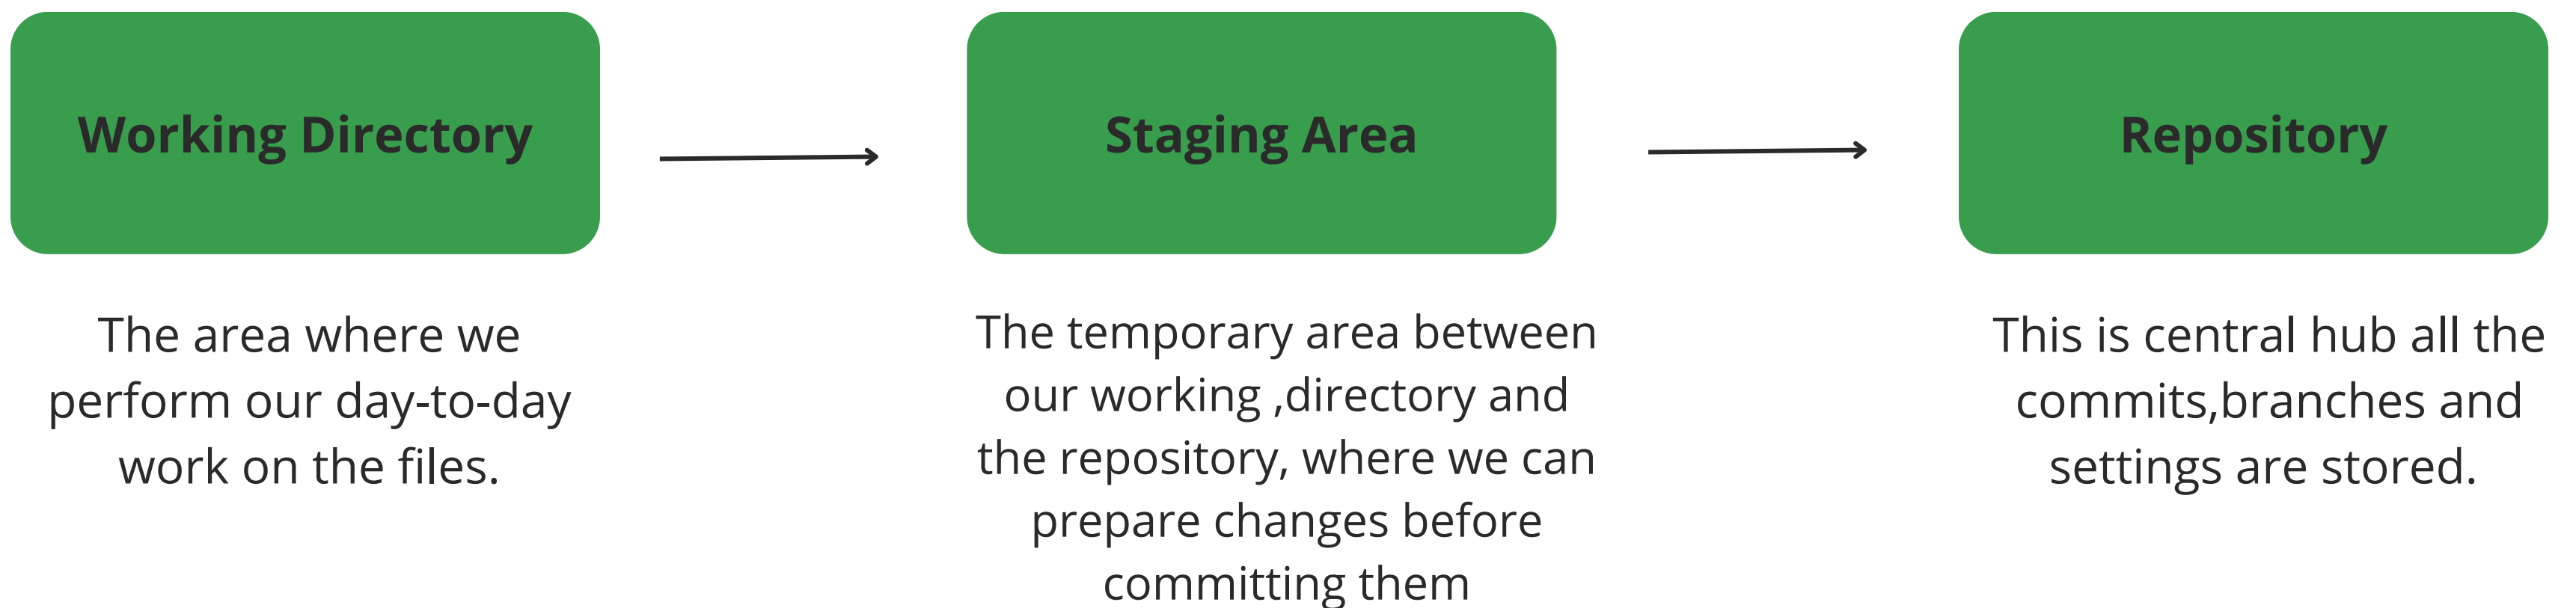 Working Directory
Staging Area
Repository
The area where we
perform our day-to-day
work on the files.
The temporary area between
our working ,directory and
the repository, where we can
prepare changes before
committing them
This is central hub all the
commits,branches and
settings are stored.